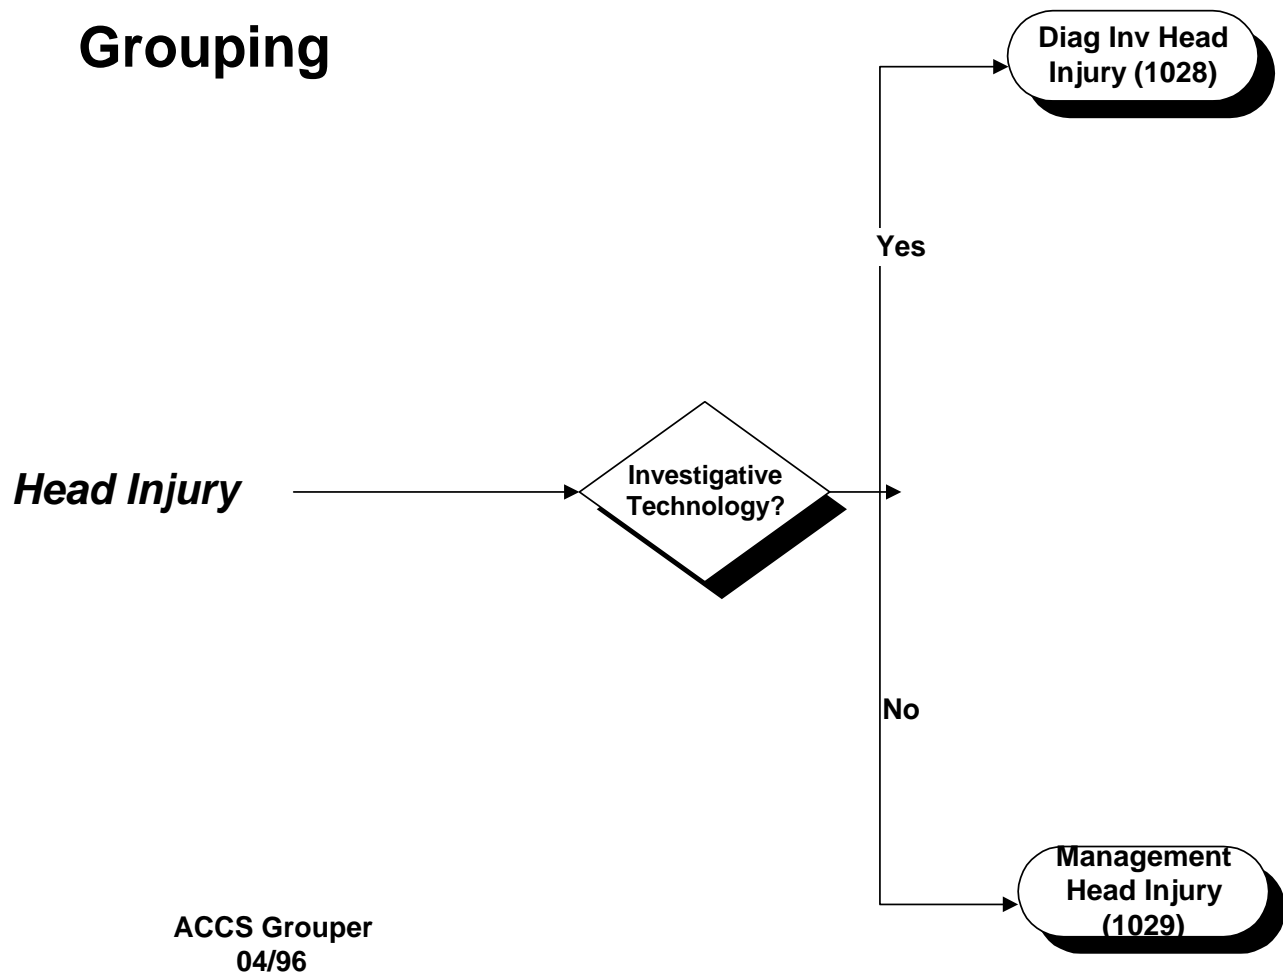 Grouping
Diag Inv Head
Injury (1028)
Yes
Head Injury
Investigative
Technology?
No
Management
Head Injury
(1029)
ACCS Grouper
04/96